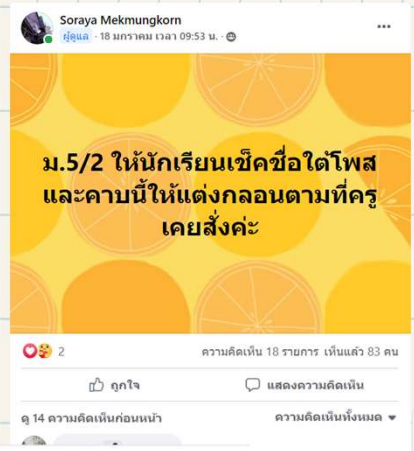 Soraya Mekmungkorn
ผู้ดูแล · 18 มกราคม เวลา 09:53 น. ·
ม.5/2 ให้นักเรียนเช็คชื่อใต้โพส
และคาบนี้ให้แต่งกลอนตามที่ครู
เคยสั่งค่ะ
2 ความคิดเห็น 18 รายการ เห็นแล้ว 83 คน
ถูกใจ แสดงความคิดเห็น
ดู 14 ความคิดเห็นก่อนหน้า ความคิดเห็นทั้งหมด